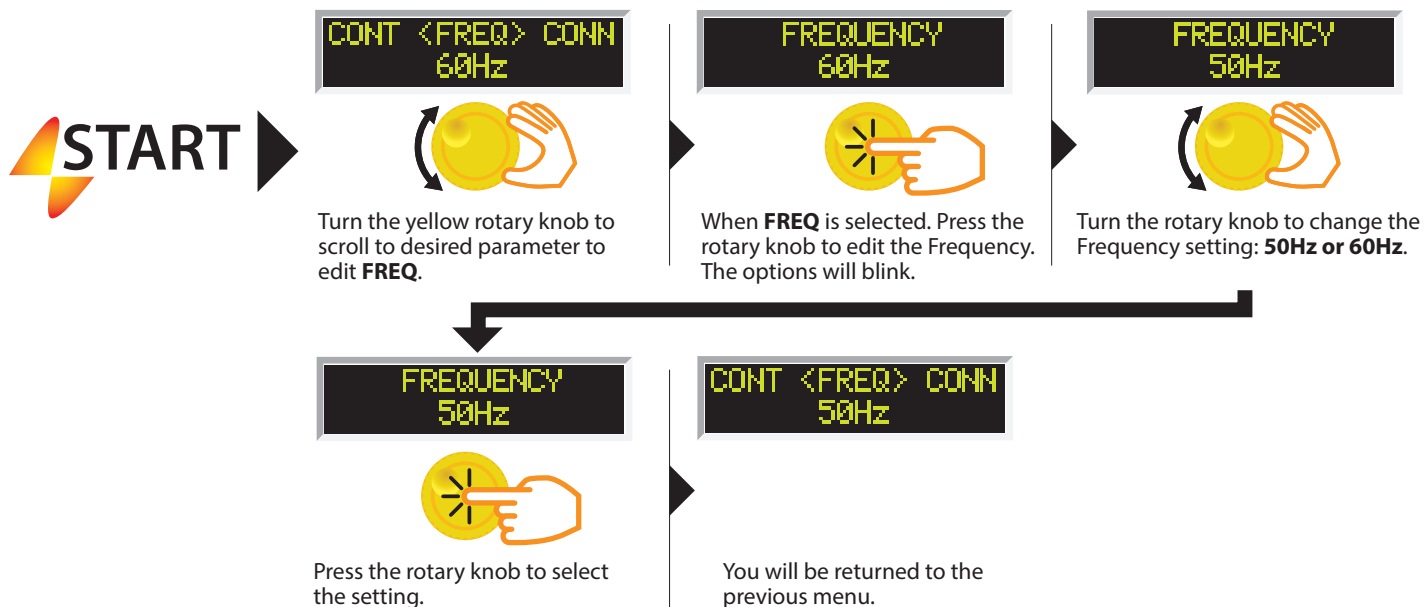 START
CONT <FREQ> CONN
60Hz
Turn the yellow rotary knob to
scroll to desired parameter to
edit FREQ.
FREQUENCY
60Hz
When FREQ is selected. Press the
rotary knob to edit the Frequency.
The options will blink.
FREQUENCY
50Hz
Turn the rotary knob to change the
Frequency setting: 50Hz or 60Hz.
FREQUENCY
50Hz
Press the rotary knob to select
the setting.
CONT <FREQ> CONN
50Hz
You will be returned to the
previous menu.